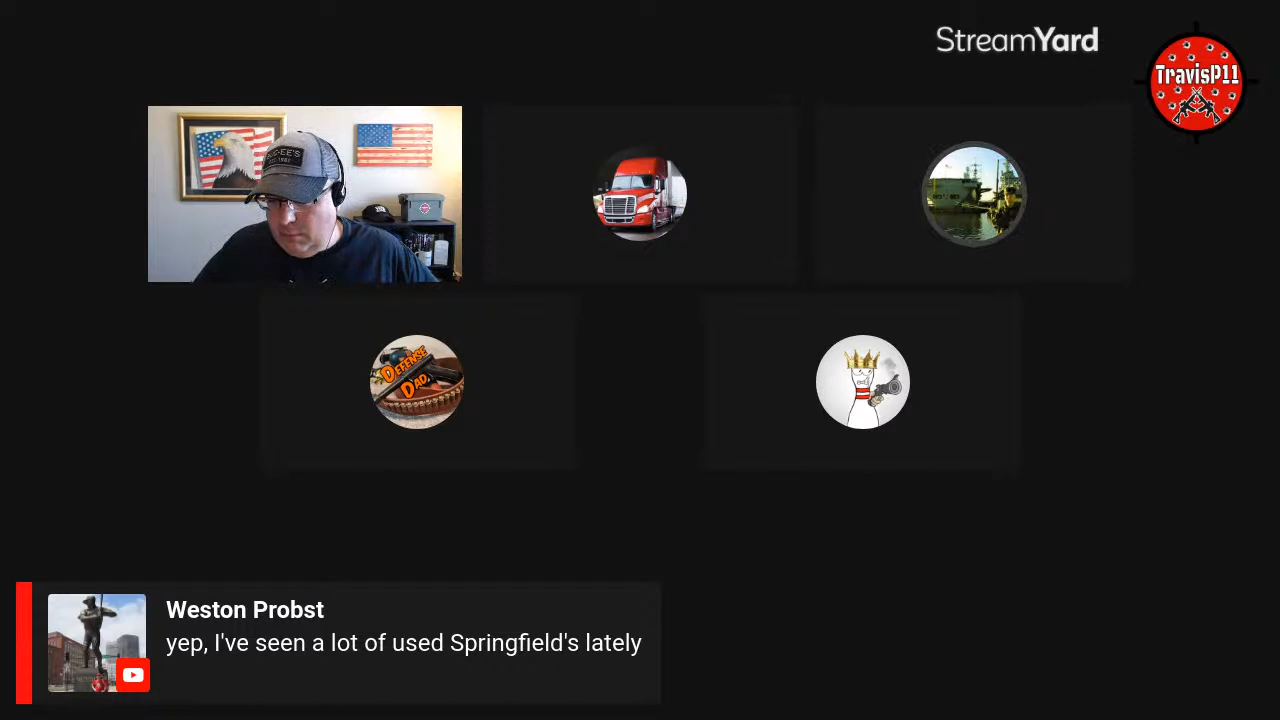 StreamYard
TravisP11
DEFENSE
DAD,
Weston Probst
yep, I've seen a lot of used Springfield's lately